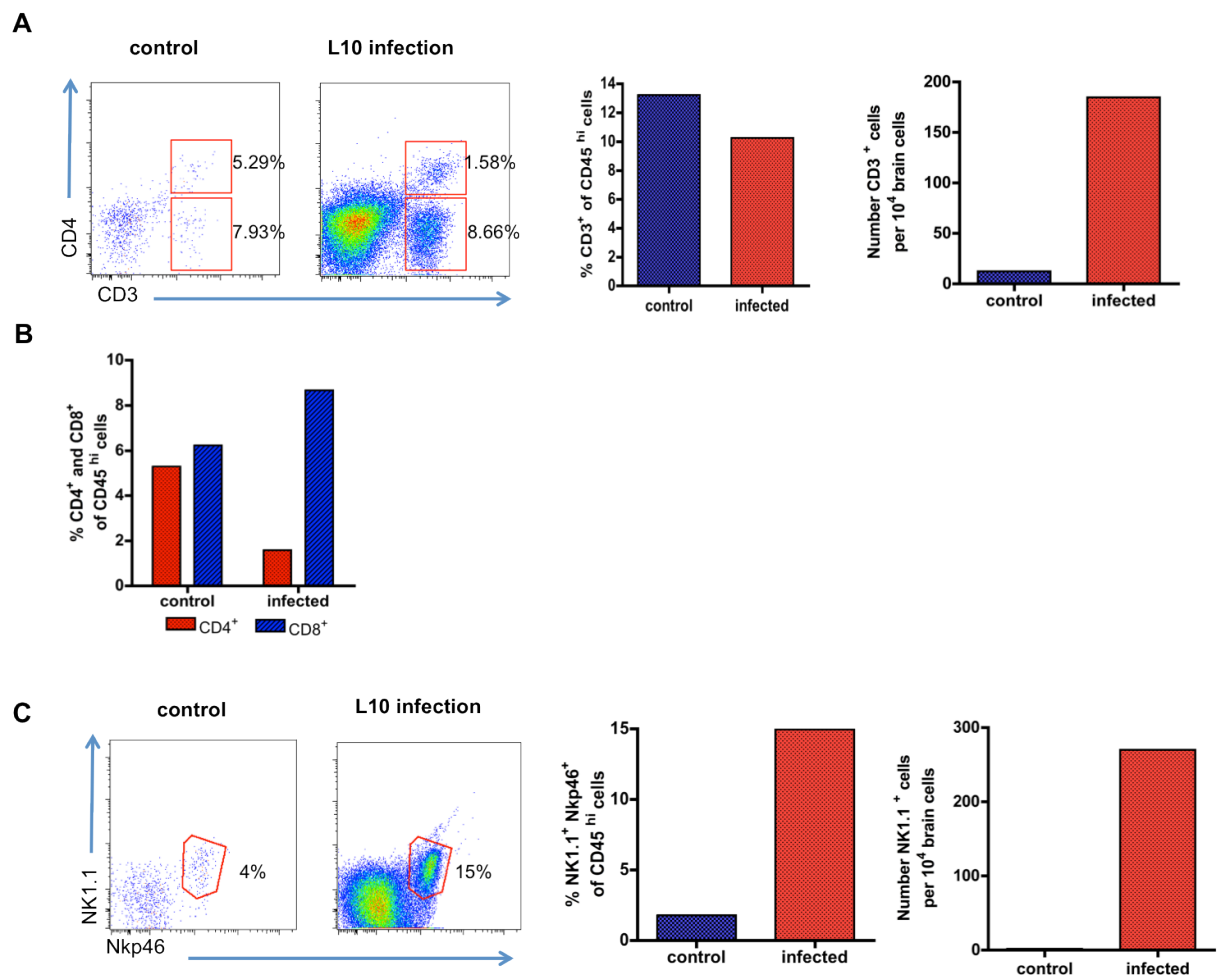 A
control
L10 infection
CD4
5.29%
7.93%
1.58%
8.66%
CD3
% CD3+ of CD45 hi cells
14
12
10
8
6
4
2
0
control
infected
Number CD3 + cells
per 104 brain cells
200
150
100
50
0
control
infected
B
% CD4+ and CD8+
of CD45 hi cells
10
8
6
4
2
0
control
infected
CD4+
CD8+
C
control
L10 infection
NK1.1
4%
15%
Nkp46
% NK1.1+ Nkp46+
of CD45 hi cells
15
10
5
0
control
infected
Number NK1.1 + cells
per 104 brain cells
300
200
100
0
control
infected